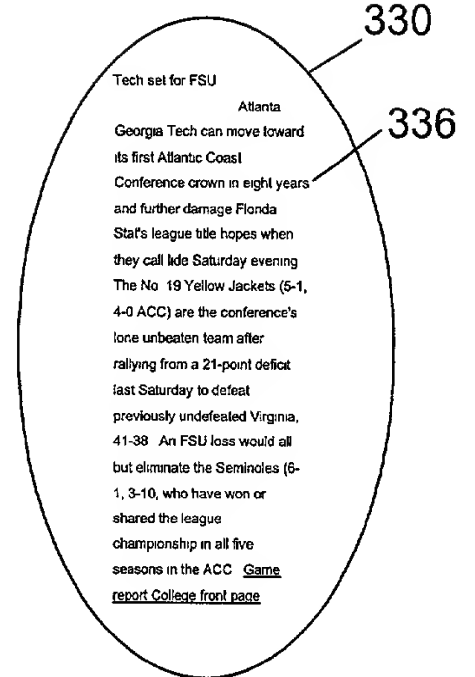 330
Tech set for FSU
Atlanta
336
Georgia Tech can move toward
its first Atlantic Coast
Conference crown in eight years
and further damage Florida
Stat's league title hopes when
they call lide Saturday evening
The No 19 Yellow Jackets (5-1,
4-0 ACC) are the conference's
lone unbeaten team after
rallying from a 21-point deficit
last Saturday to defeat
previously undefeated Virginia,
41-38 An FSU loss would all
but eliminate the Seminoles (6-
1, 3-10, who have won or
shared the league
championship in all five
seasons in the ACC Game
report College front page